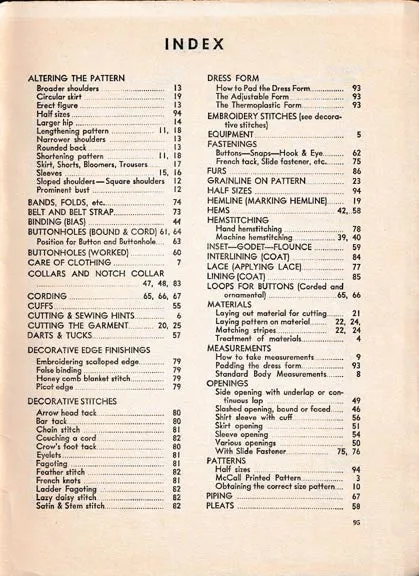 INDEX
ALTERING THE PATTERN
Broader shoulders 13
Circular skirt 19
Erect figure 13
Half sizes 94
Larger hip 14
Lengthening pattern 11, 18
Narrower shoulders 13
Rounded back 13
Shortening pattern 11, 18
Skirt, Shorts, Bloomers, Trousers 17
Sleeves 15, 16
Sloped shoulders—Square shoulders 12
Prominent bust 12
BANDS, FOLDS, etc. 74
BELT AND BELT STRAP 73
BINDING (BIAS) 44
BUTTONHOLES (BOUND & CORD) 61, 64
Position for Button and Buttonhole 63
BUTTONHOLES (WORKED) 60
CARE OF CLOTHING 7
COLLARS AND NOTCH COLLAR
47, 48, 83
CORDING 65, 66, 67
CUFFS 55
CUTTING & SEWING HINTS 6
CUTTING THE GARMENT 20, 25
DARTS & TUCKS 57
DECORATIVE EDGE FINISHINGS
Embroidering scalloped edge 79
False binding 79
Honey comb blanket stitch 79
Picot edge 79
DECORATIVE STITCHES
Arrow head tack 80
Bar tack 80
Chain stitch 81
Couching a cord 82
Crow's foot tack 80
Eyelets 81
Fagoting 81
Feather stitch 82
French knots 81
Ladder Fagoting 82
Lazy daisy stitch 82
Satin & Stem stitch 82
DRESS FORM
How to Pad the Dress Form 93
The Adjustable Form 93
The Thermoplastic Form 93
EMBROIDERY STITCHES (see decora-
tive stitches)
EQUIPMENT 5
FASTENINGS
Buttons—Snaps—Hook & Eye 62
French tack, Slide fastener, etc. 75
FURS 86
GRAINLINE ON PATTERN 23
HALF SIZES 94
HEMLINE (MARKING HEMLINE) 19
HEMS 42, 58
HEMSTITCHING
Hand hemstitching 78
Machine hemstitching 39, 40
INSET—GODET—FLOUNCE 59
INTERLINING (COAT) 84
LACE (APPLYING LACE) 77
LINING (COAT) 85
LOOPS FOR BUTTONS (Corded and
ornamental) 65, 66
MATERIALS
Laying out material for cutting 21
Laying pattern on material 22, 24,
Matching stripes 22, 24
Treatment of materials 4
MEASUREMENTS
How to take measurements 9
Padding the dress form 93
Standard Body Measurements 8
OPENINGS
Side opening with underlap or con-
tinuous lap 49
Slashed opening, bound or faced 46
Shirt sleeve with cuff 56
Skirt opening 51
Sleeve opening 54
Various openings 50
With Slide Fastener 75, 76
PATTERNS
Half sizes 94
McCall Printed Pattern 3
Obtaining the correct size pattern 10
PIPING 67
PLEATS 58
95